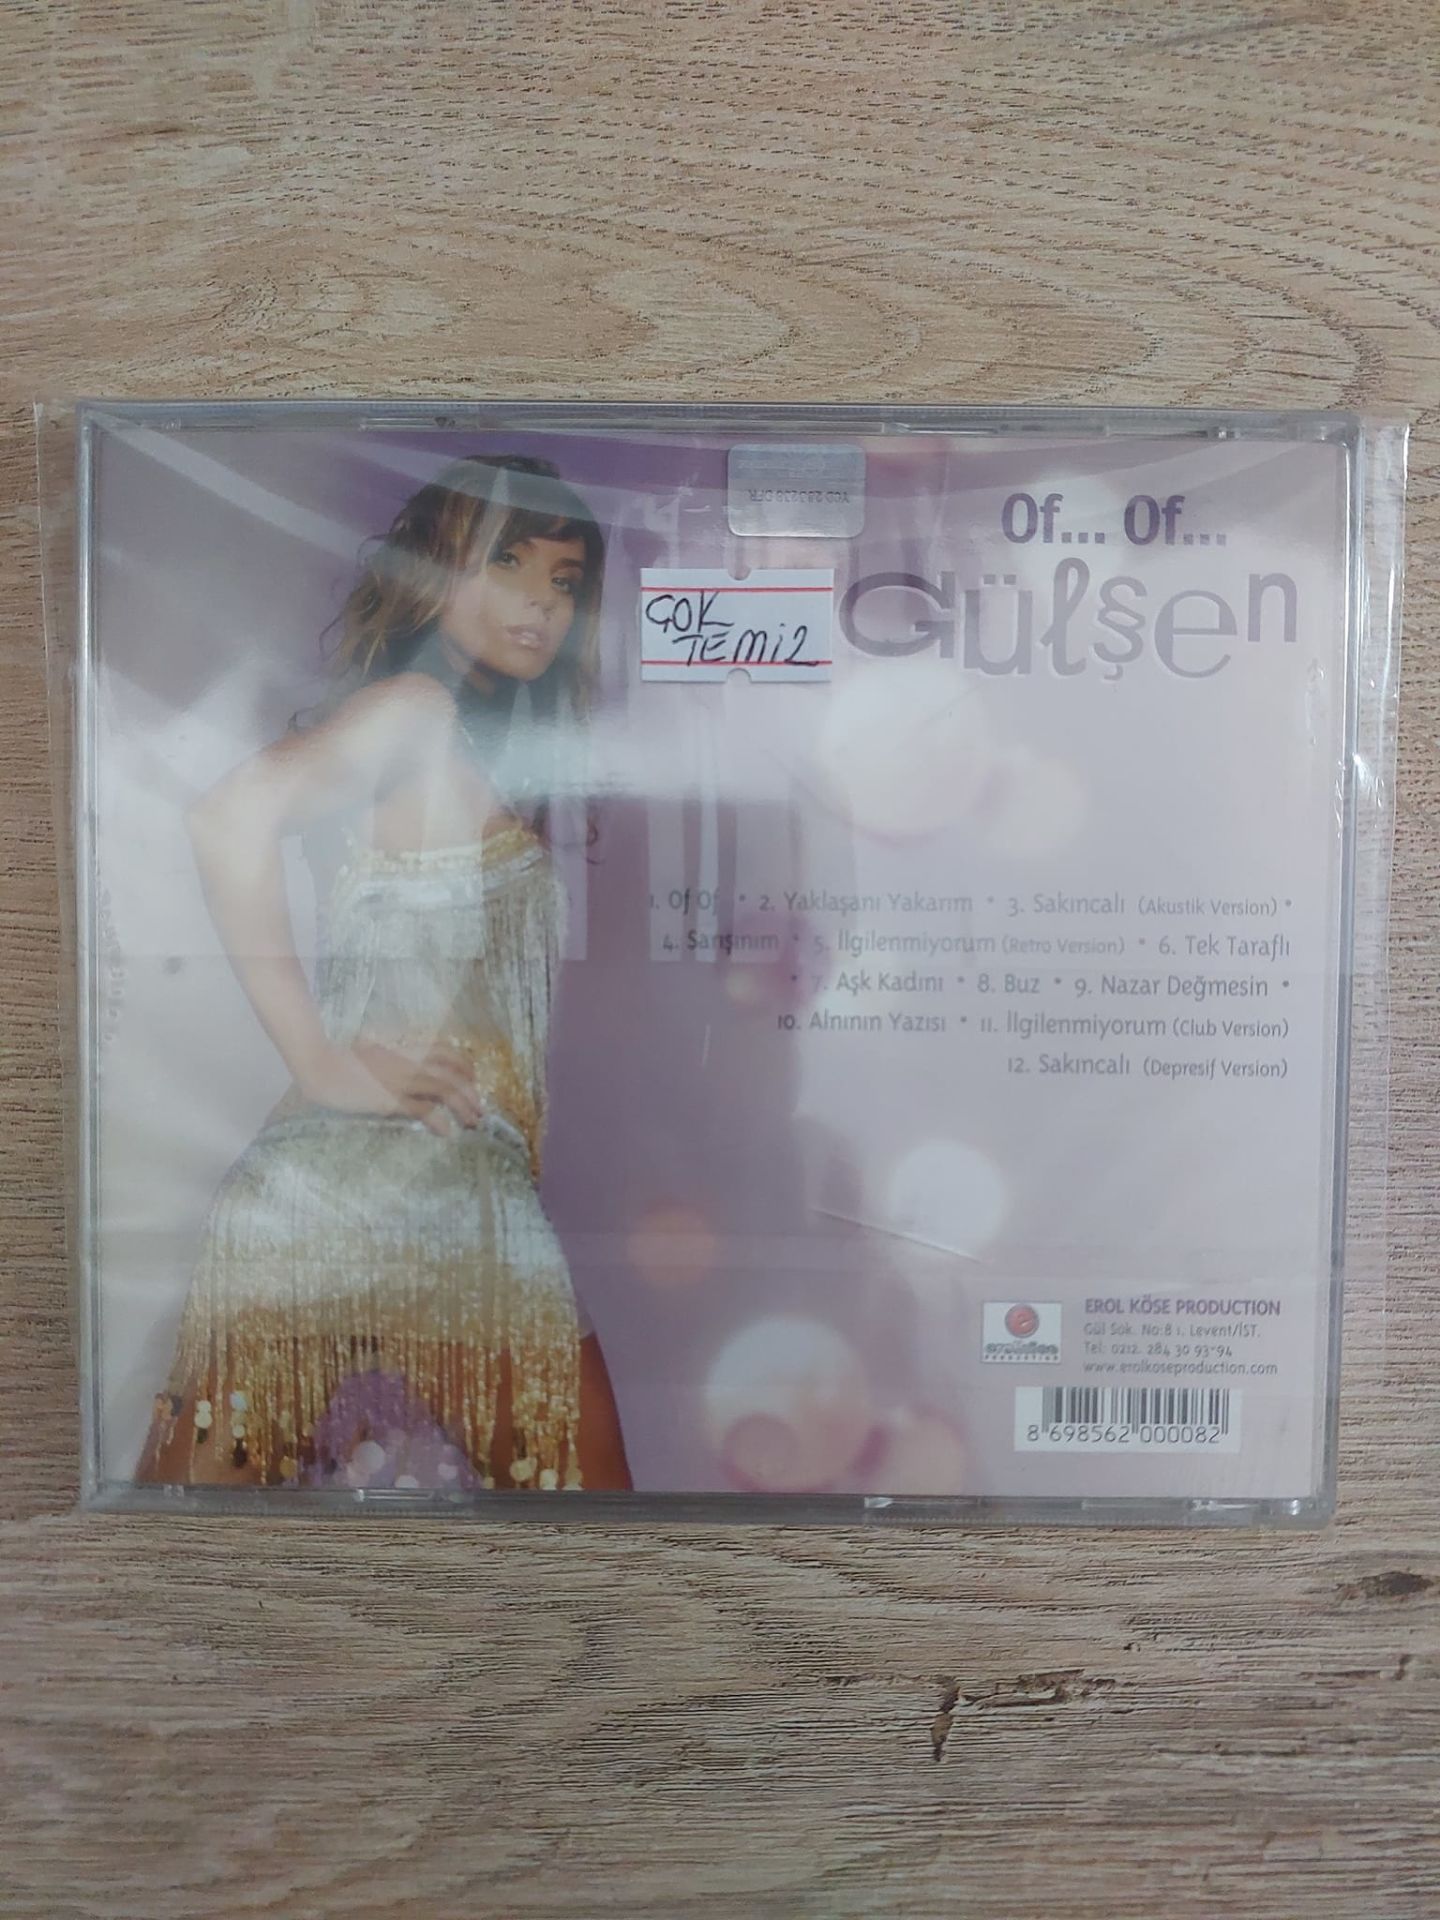 Of... Of...
Gülşen
ÇOK
TEMİZ
1. Of Of • 2. Yaklaşanı Yakarım • 3. Sakıncalı (Akustik Version) •
4. Sarışınım • 5. İlgilenmiyorum (Retro Version) • 6. Tek Taraflı
• 7. Aşk Kadını • 8. Buz • 9. Nazar Değmesin •
10. Alnının Yazısı • 11. İlgilenmiyorum (Club Version)
12. Sakıncalı (Depresif Version)
EROL KÖSE PRODUCTION
Gül Sok. No:8 1. Levent/İST.
Tel: 0212. 284 30 93-94
www.erolkoseproduction.com
erolköse
PRODUCTION
8 698562 000082